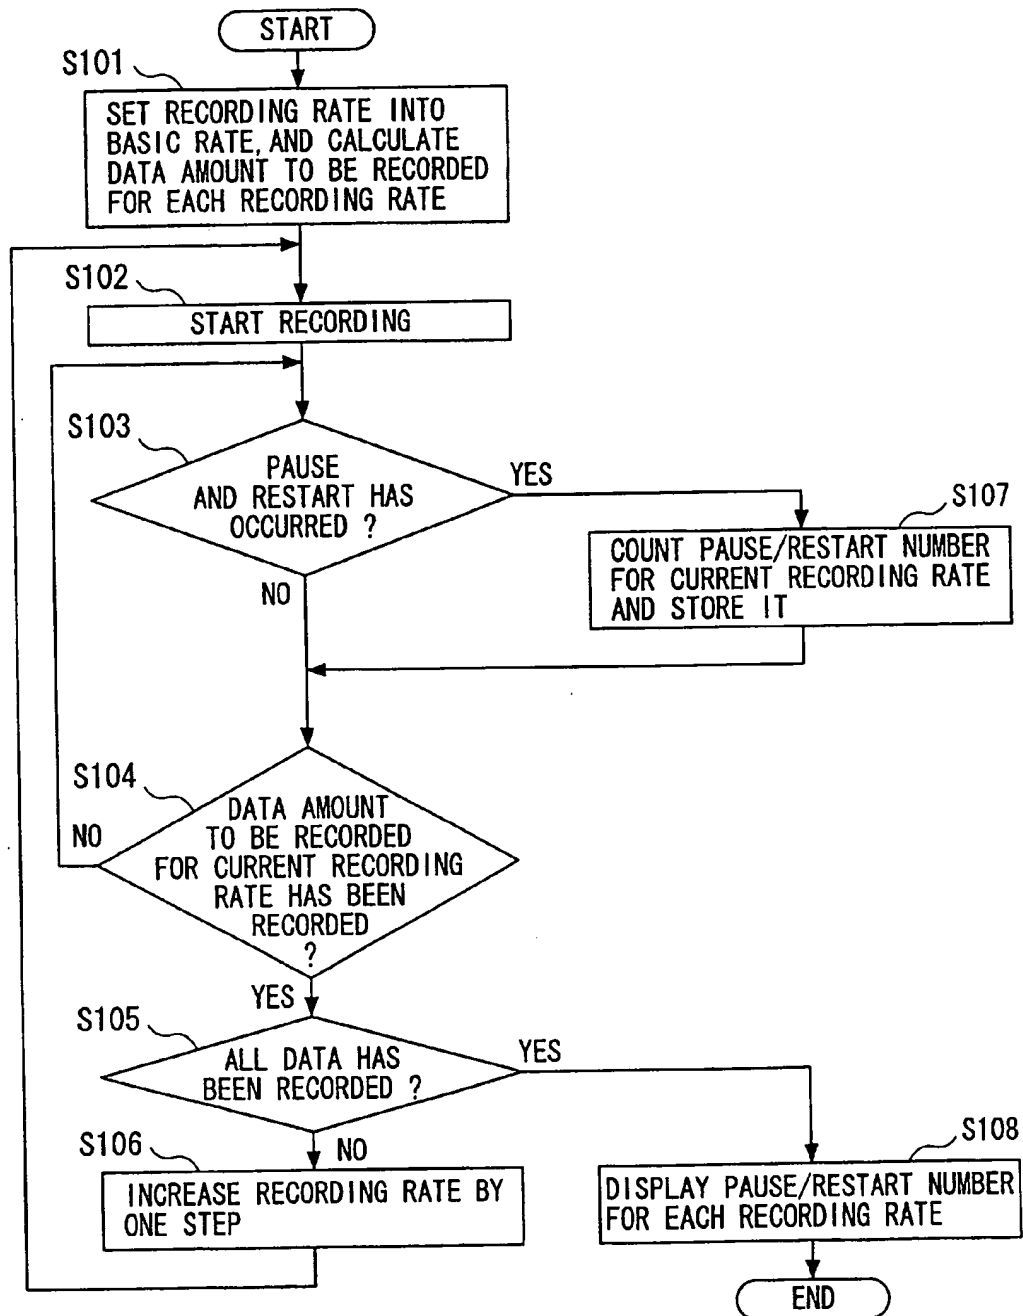 START
S101
SET RECORDING RATE INTO
BASIC RATE, AND CALCULATE
DATA AMOUNT TO BE RECORDED
FOR EACH RECORDING RATE
S102
START RECORDING
S103
PAUSE
AND RESTART HAS
OCCURRED ?
YES
NO
S107
COUNT PAUSE/RESTART NUMBER
FOR CURRENT RECORDING RATE
AND STORE IT
S104
DATA AMOUNT
TO BE RECORDED
FOR CURRENT RECORDING
RATE HAS BEEN
RECORDED
?
NO
YES
S105
ALL DATA HAS
BEEN RECORDED ?
YES
NO
S106
INCREASE RECORDING RATE BY
ONE STEP
S108
DISPLAY PAUSE/RESTART NUMBER
FOR EACH RECORDING RATE
END